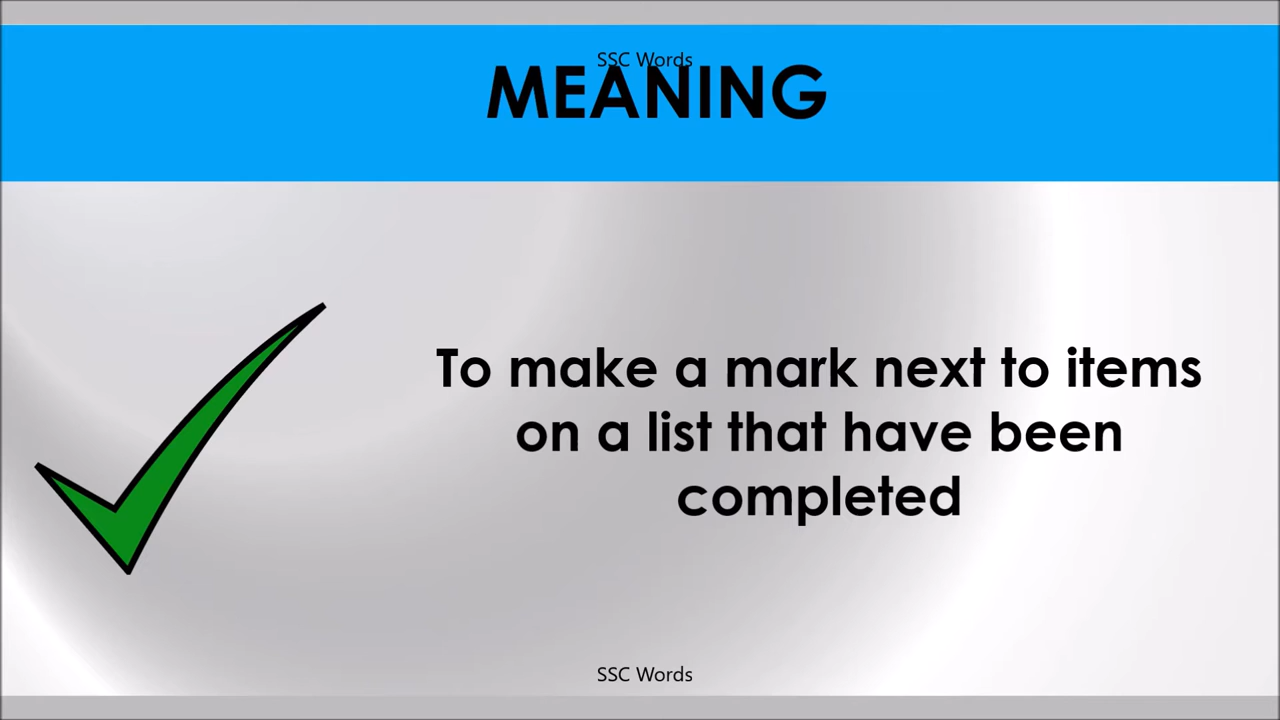 SSC Words
MEANING
To make a mark next to items
on a list that have been
completed
SSC Words